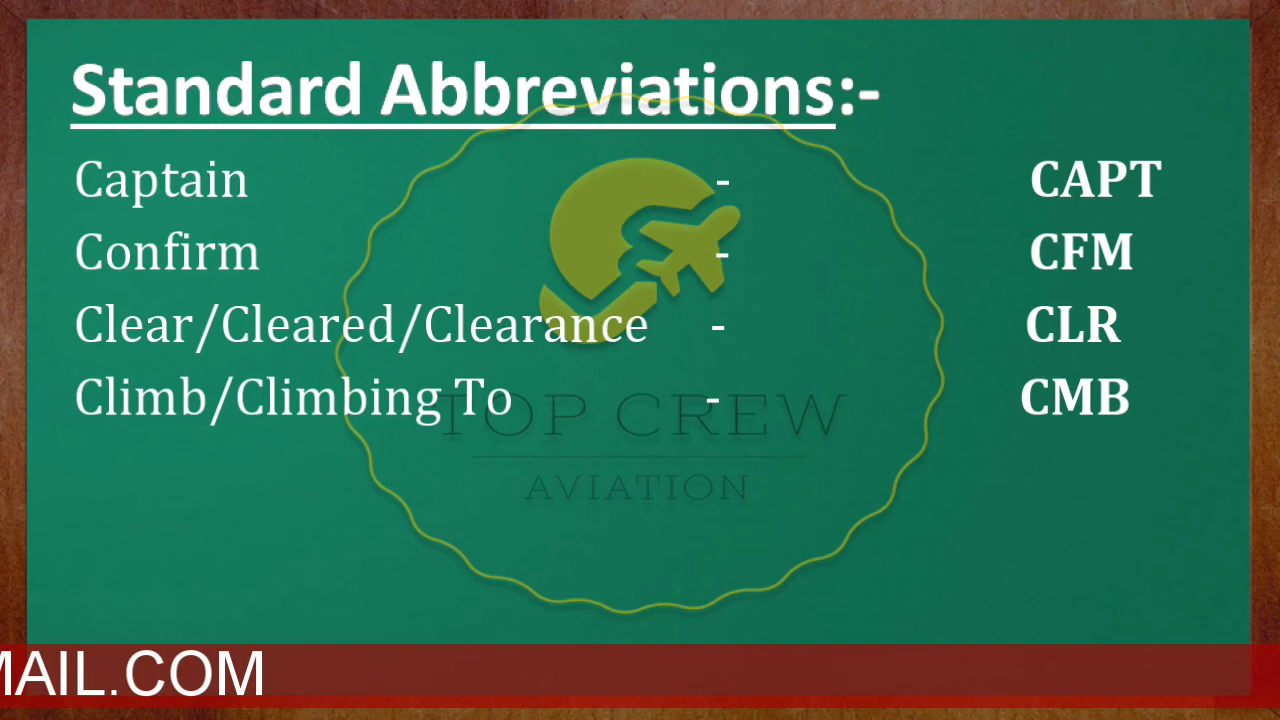 Standard Abbreviations:-
Captain - CAPT
Confirm - CFM
Clear/Cleared/Clearance - CLR
Climb/Climbing To - CMB
TOP CREW
AVIATION
MAIL.COM